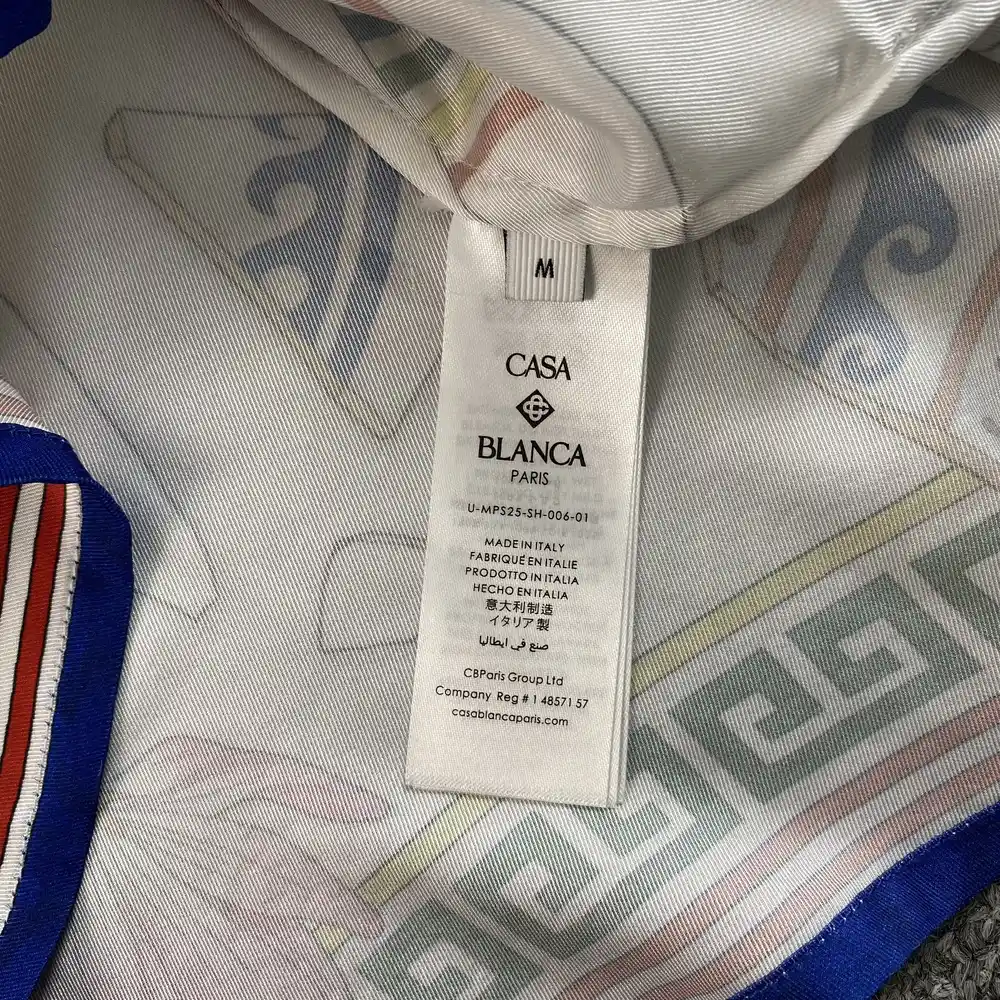 M
CASA
BLANCA
PARIS
U-MPS25-SH-006-01
MADE IN ITALY
FABRIQUÉ EN ITALIE
PRODOTTO IN ITALIA
HECHO EN ITALIA
意大利制造
イタリア製
صنع في ايطاليا
CBParis Group Ltd
Company Reg # 1 4857157
casablancaparis.com